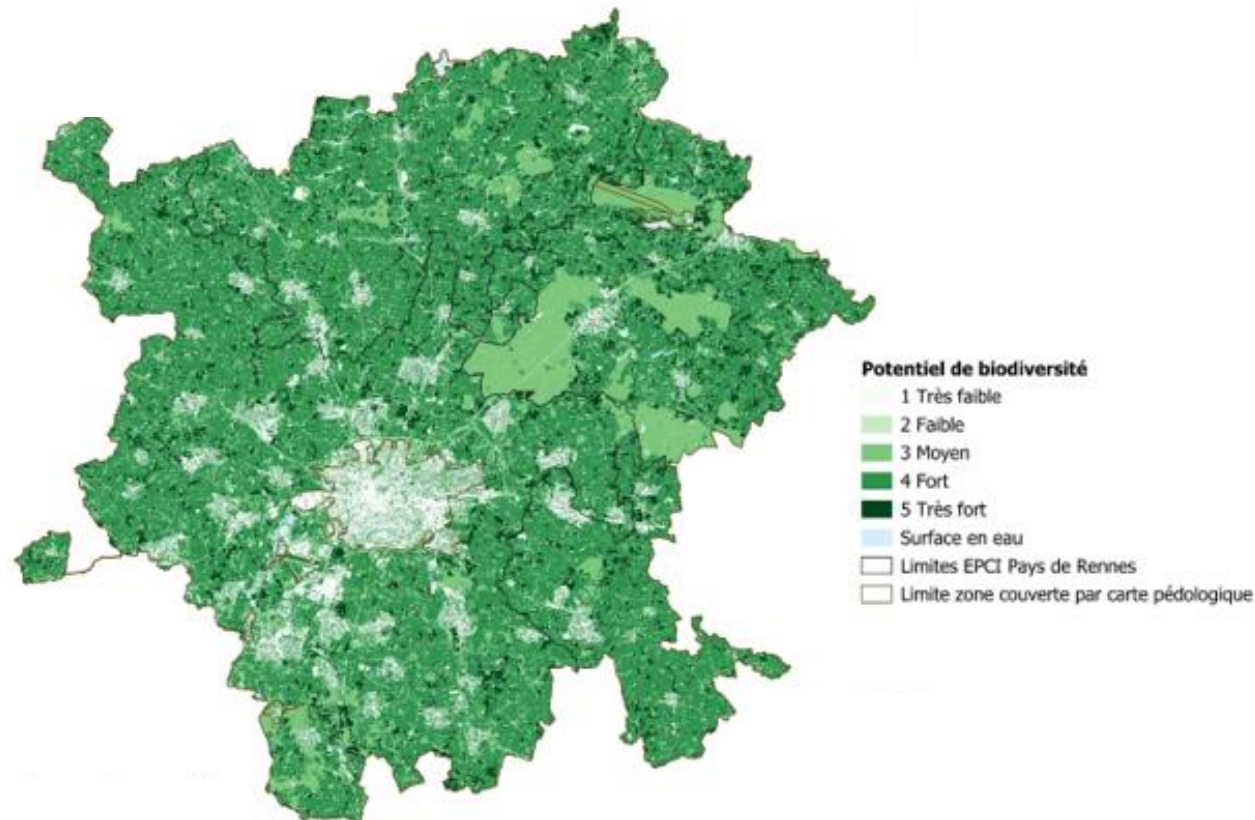 Potentiel de biodiversité
1 Très faible
2 Faible
3 Moyen
4 Fort
5 Très fort
Surface en eau
Limites EPCI Pays de Rennes
Limite zone couverte par carte pédologique